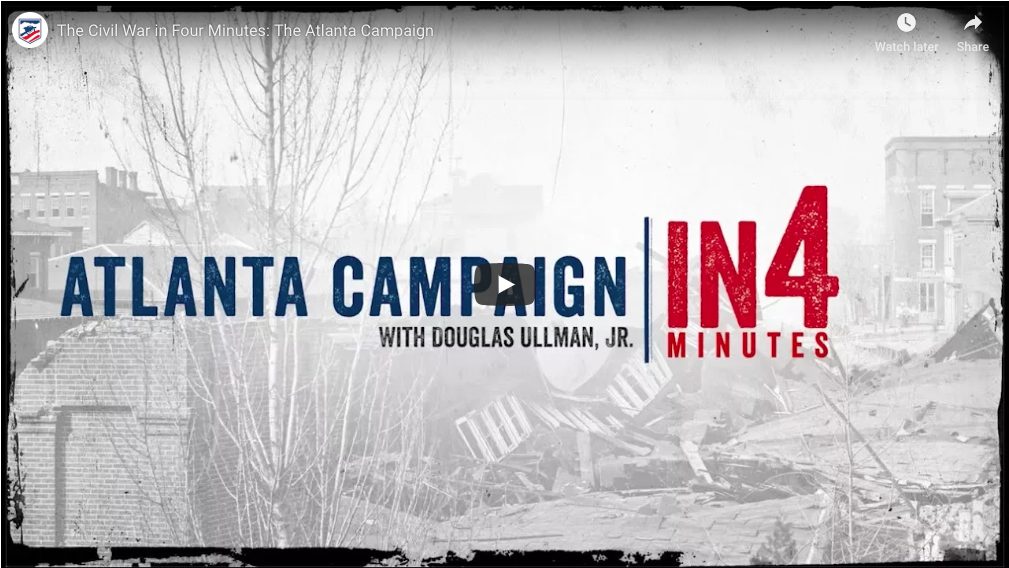 The Civil War in Four Minutes: The Atlanta Campaign
Watch later
Share
ATLANTA CAMPAIGN
WITH DOUGLAS ULLMAN, JR.
IN4
MINUTES